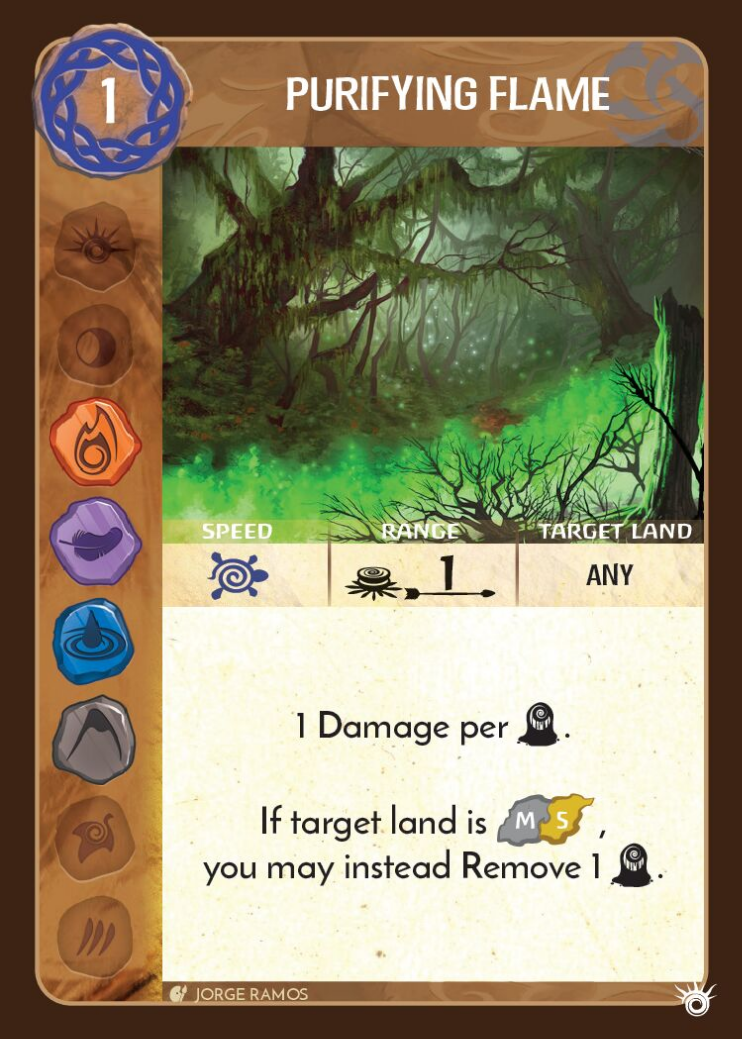 1
PURIFYING FLAME
SPEED RANGE TARGET LAND
1 ANY
1 Damage per .
If target land is M S ,
you may instead Remove 1 .
JORGE RAMOS